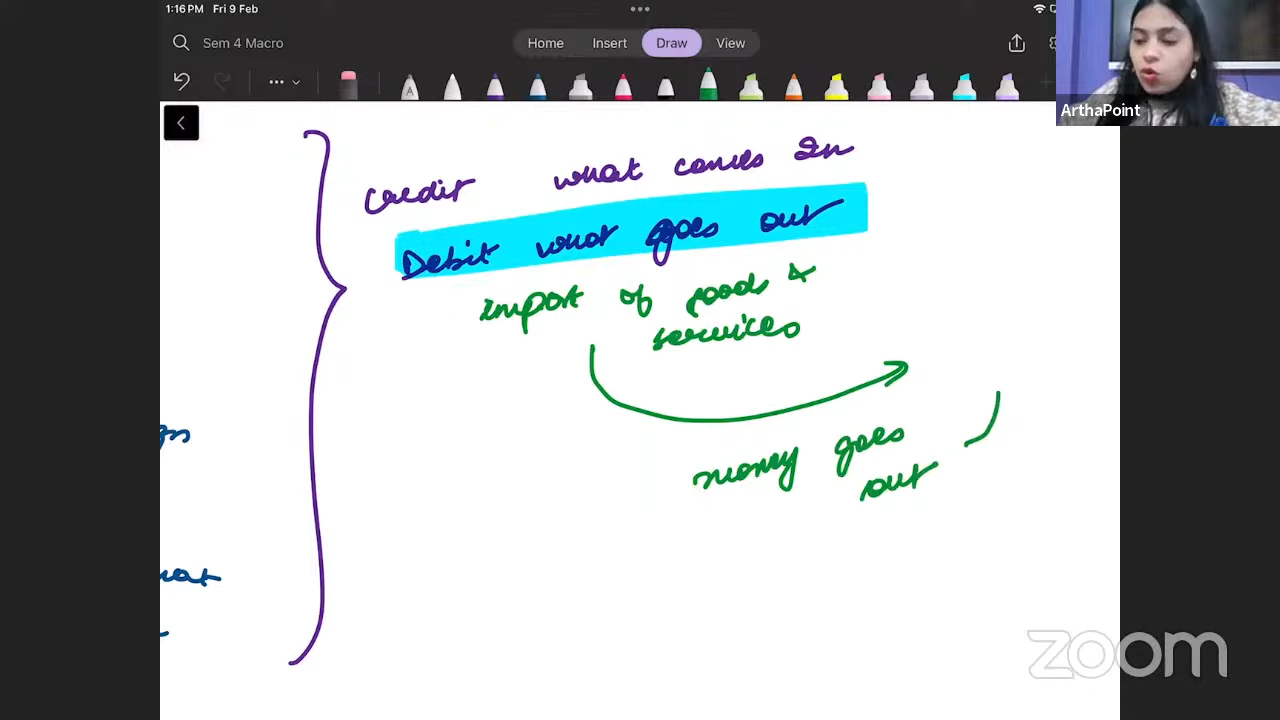 1:16 PM Fri 9 Feb
Sem 4 Macro
Home Insert Draw View
A
ArthaPoint
Credit what comes In
Debit what goes out
import of goods &
services
money goes
out
zoom